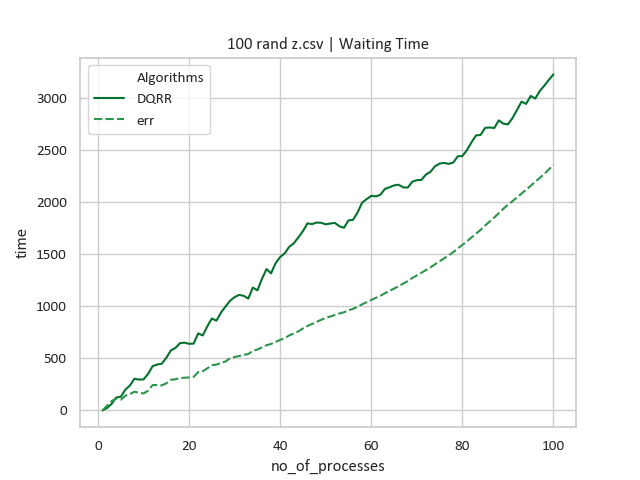 100 rand z.csv | Waiting Time
Algorithms
DQRR
err
time
3000
2500
2000
1500
1000
500
0
0 20 40 60 80 100
no_of_processes